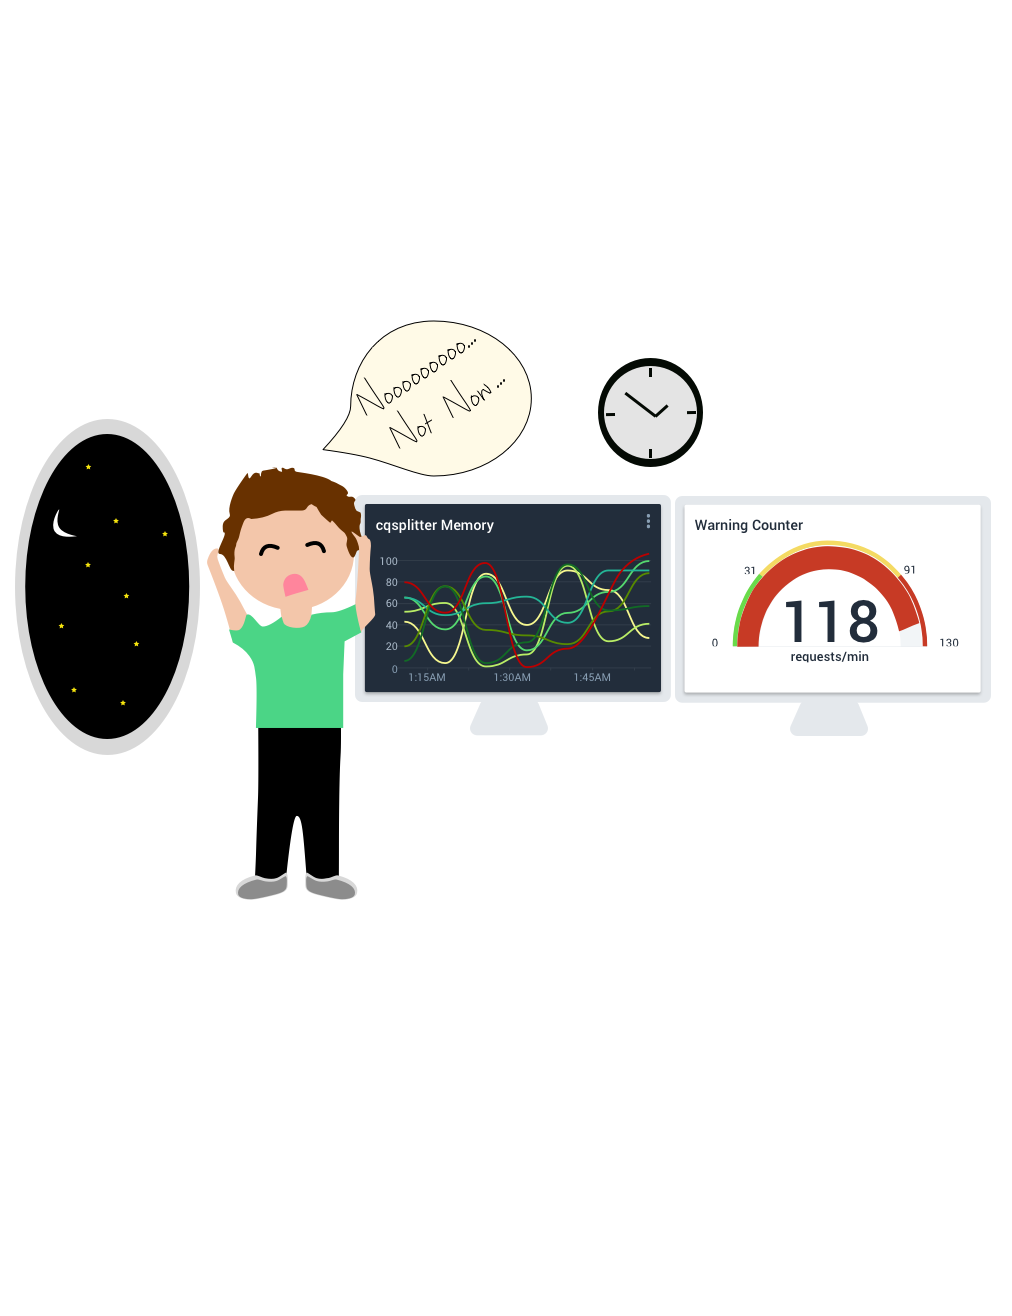 Nooooooooo...
Not Now...
cqsplitter Memory
100
80
60
40
20
0
1:15AM
1:30AM
1:45AM
Warning Counter
31
91
118
0
130
requests/min